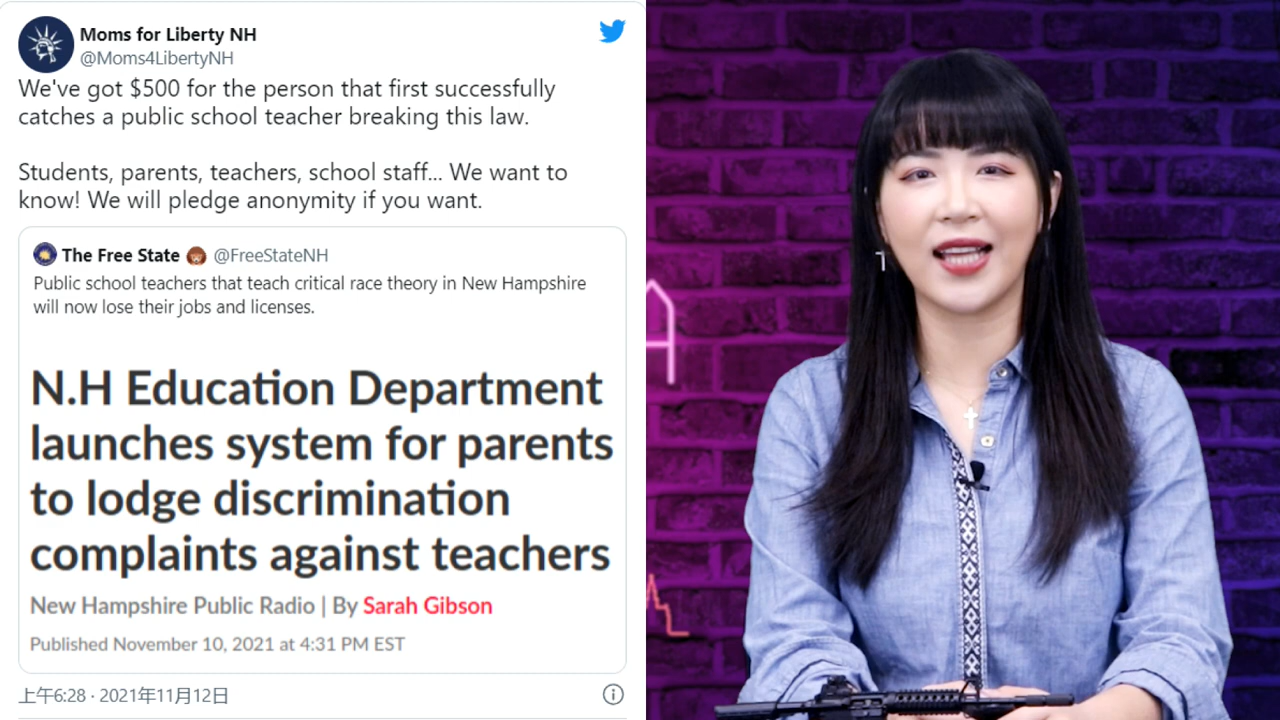 Moms for Liberty NH
@Moms4LibertyNH
We've got $500 for the person that first successfully
catches a public school teacher breaking this law.
Students, parents, teachers, school staff... We want to
know! We will pledge anonymity if you want.
The Free State @FreeStateNH
Public school teachers that teach critical race theory in New Hampshire
will now lose their jobs and licenses.
N.H Education Department
launches system for parents
to lodge discrimination
complaints against teachers
New Hampshire Public Radio | By Sarah Gibson
Published November 10, 2021 at 4:31 PM EST
上午6:28 · 2021年11月12日